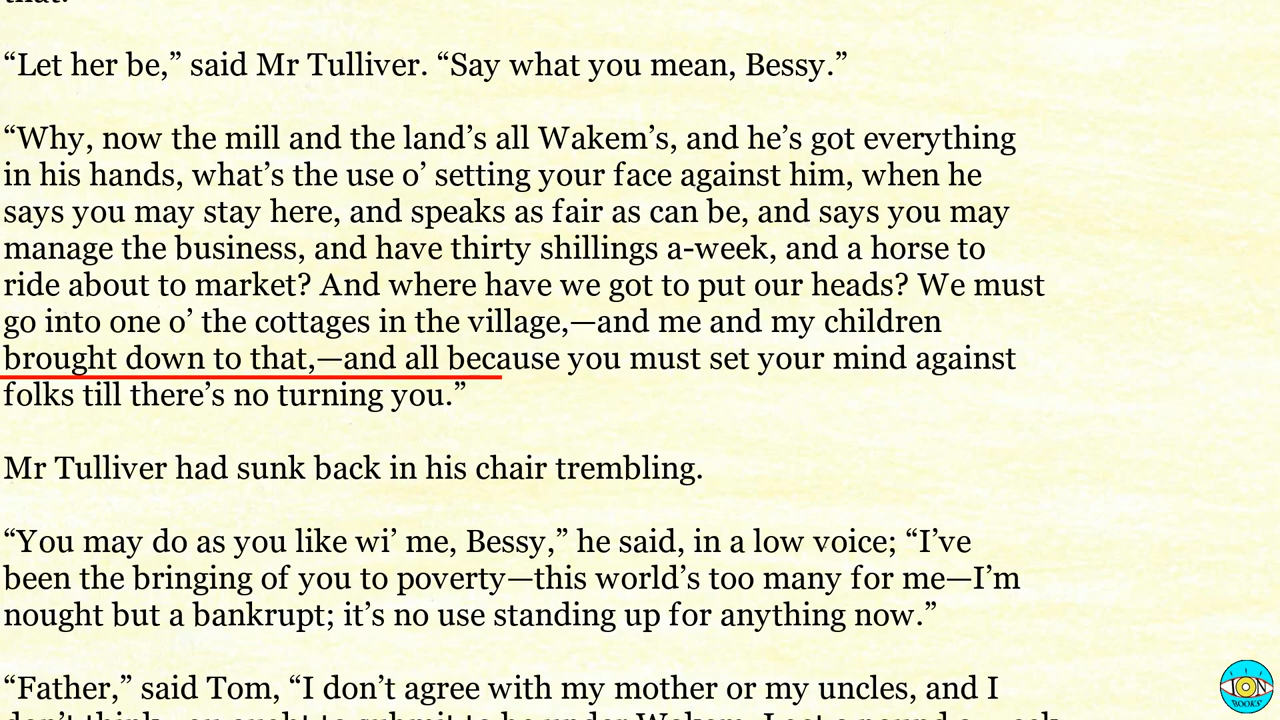 “Let her be,” said Mr Tulliver. “Say what you mean, Bessy.”
“Why, now the mill and the land’s all Wakem’s, and he’s got everything
in his hands, what’s the use o’ setting your face against him, when he
says you may stay here, and speaks as fair as can be, and says you may
manage the business, and have thirty shillings a-week, and a horse to
ride about to market? And where have we got to put our heads? We must
go into one o’ the cottages in the village,—and me and my children
brought down to that,—and all because you must set your mind against
folks till there’s no turning you.”
Mr Tulliver had sunk back in his chair trembling.
“You may do as you like wi’ me, Bessy,” he said, in a low voice; “I’ve
been the bringing of you to poverty—this world’s too many for me—I’m
nought but a bankrupt; it’s no use standing up for anything now.”
“Father,” said Tom, “I don’t agree with my mother or my uncles, and I
ION
BOOKS